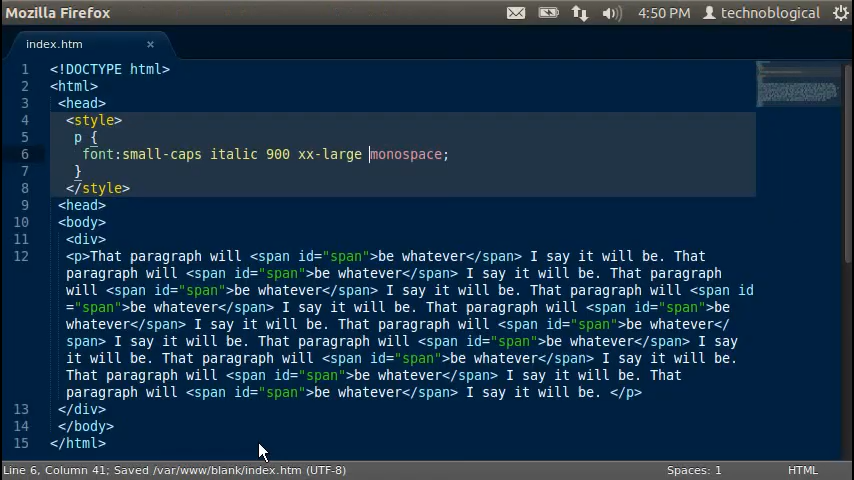 Mozilla Firefox 4:50 PM technoblogical
index.htm ×
1 <!DOCTYPE html>
2 <html>
3 <head>
4 <style>
5 p {
6 font:small-caps italic 900 xx-large monospace;
7 }
8 </style>
9 <head>
10 <body>
11 <div>
12 <p>That paragraph will <span id="span">be whatever</span> I say it will be. That
paragraph will <span id="span">be whatever</span> I say it will be. That paragraph
will <span id="span">be whatever</span> I say it will be. That paragraph will <span id
="span">be whatever</span> I say it will be. That paragraph will <span id="span">be
whatever</span> I say it will be. That paragraph will <span id="span">be whatever</
span> I say it will be. That paragraph will <span id="span">be whatever</span> I say
it will be. That paragraph will <span id="span">be whatever</span> I say it will be.
That paragraph will <span id="span">be whatever</span> I say it will be. That
paragraph will <span id="span">be whatever</span> I say it will be. </p>
13 </div>
14 </body>
15 </html>
Line 6, Column 41; Saved /var/www/blank/index.htm (UTF-8) Spaces: 1 HTML